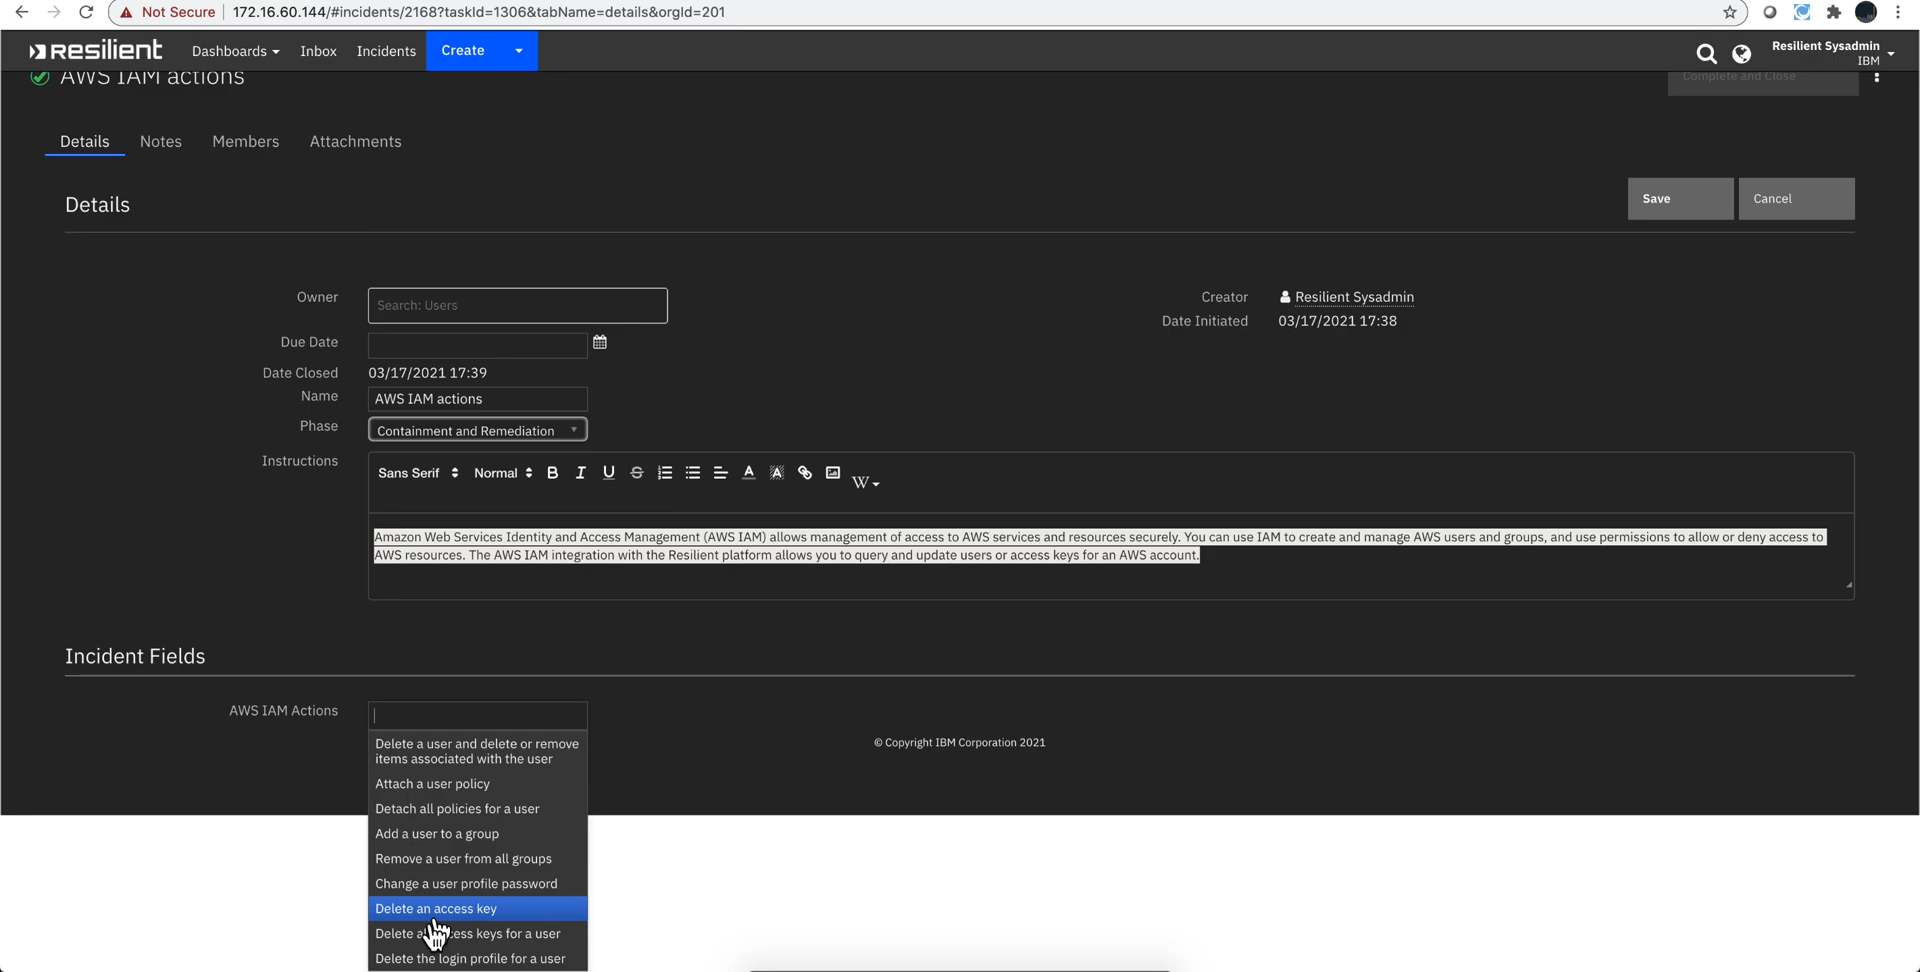 Not Secure
172.16.60.144/#incidents/2168?taskId=1306&tabName=details&orgId=201
resilient
Dashboards
Inbox
Incidents
Create
Resilient Sysadmin
IBM
AWS IAM actions
Complete and Close
Details
Notes
Members
Attachments
Details
Save
Cancel
Owner
Search: Users
Creator
Resilient Sysadmin
Date Initiated
03/17/2021 17:38
Due Date
Date Closed
03/17/2021 17:39
Name
AWS IAM actions
Phase
Containment and Remediation
Instructions
Sans Serif
Normal
B
I
U
S
A
A
W
Amazon Web Services Identity and Access Management (AWS IAM) allows management of access to AWS services and resources securely. You can use IAM to create and manage AWS users and groups, and use permissions to allow or deny access to
AWS resources. The AWS IAM integration with the Resilient platform allows you to query and update users or access keys for an AWS account.
Incident Fields
AWS IAM Actions
© Copyright IBM Corporation 2021
Delete a user and delete or remove
items associated with the user
Attach a user policy
Detach all policies for a user
Add a user to a group
Remove a user from all groups
Change a user profile password
Delete an access key
Delete keys for a user
Delete the login profile for a user